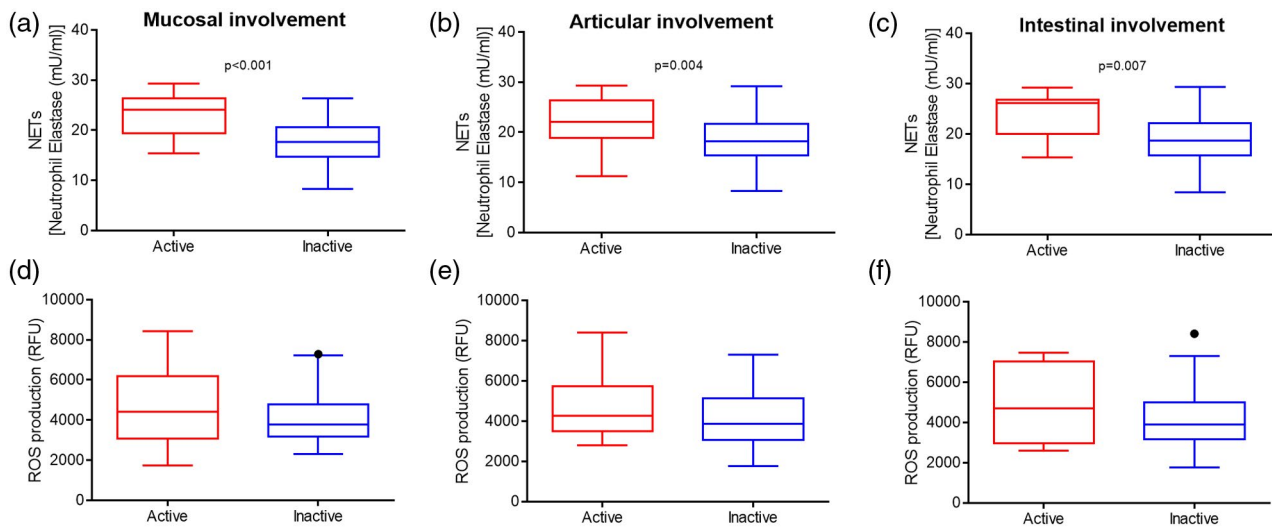 (a)
Mucosal involvement
NETs
[Neutrophil Elastase (mU/ml)]
40
30
20
10
0
p<0.001
Active
Inactive
(b)
Articular involvement
NETs
[Neutrophil Elastase (mU/ml)]
40
30
20
10
0
p=0.004
Active
Inactive
(c)
Intestinal involvement
NETs
[Neutrophil Elastase (mU/ml)]
40
30
20
10
0
p=0.007
Active
Inactive
(d)
ROS production (RFU)
10000
8000
6000
4000
2000
0
Active
Inactive
(e)
ROS production (RFU)
10000
8000
6000
4000
2000
0
Active
Inactive
(f)
ROS production (RFU)
10000
8000
6000
4000
2000
0
Active
Inactive